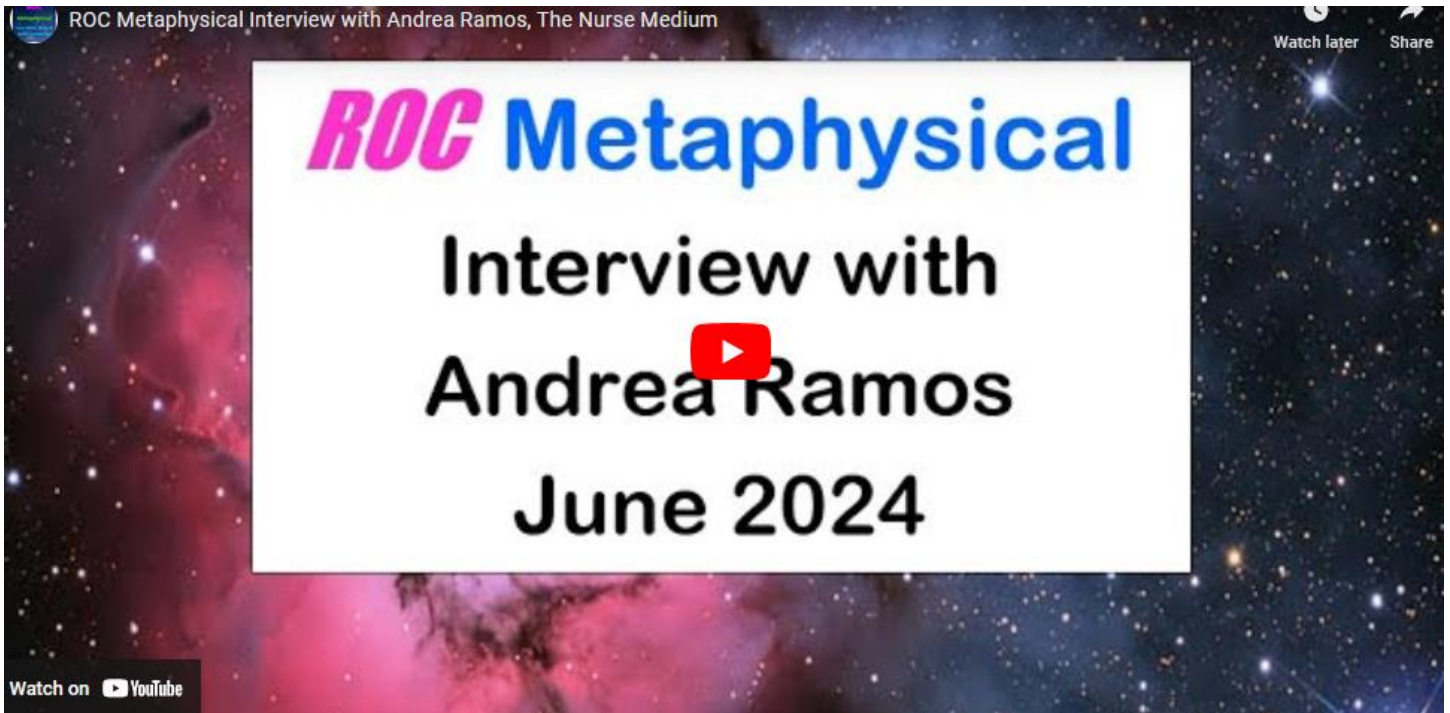 ROC Metaphysical Interview with Andrea Ramos, The Nurse Medium
Watch later
Share
ROC Metaphysical
Interview with
Andrea Ramos
June 2024
Watch on YouTube